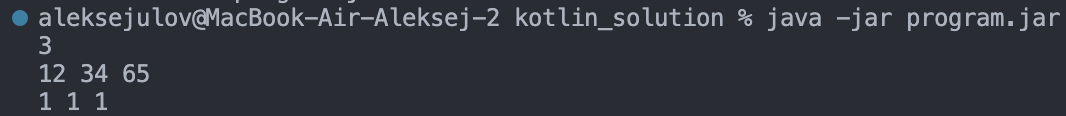 aleksejulov@MacBook-Air-Aleksej-2 kotlin_solution % java -jar program.jar
3
12 34 65
1 1 1